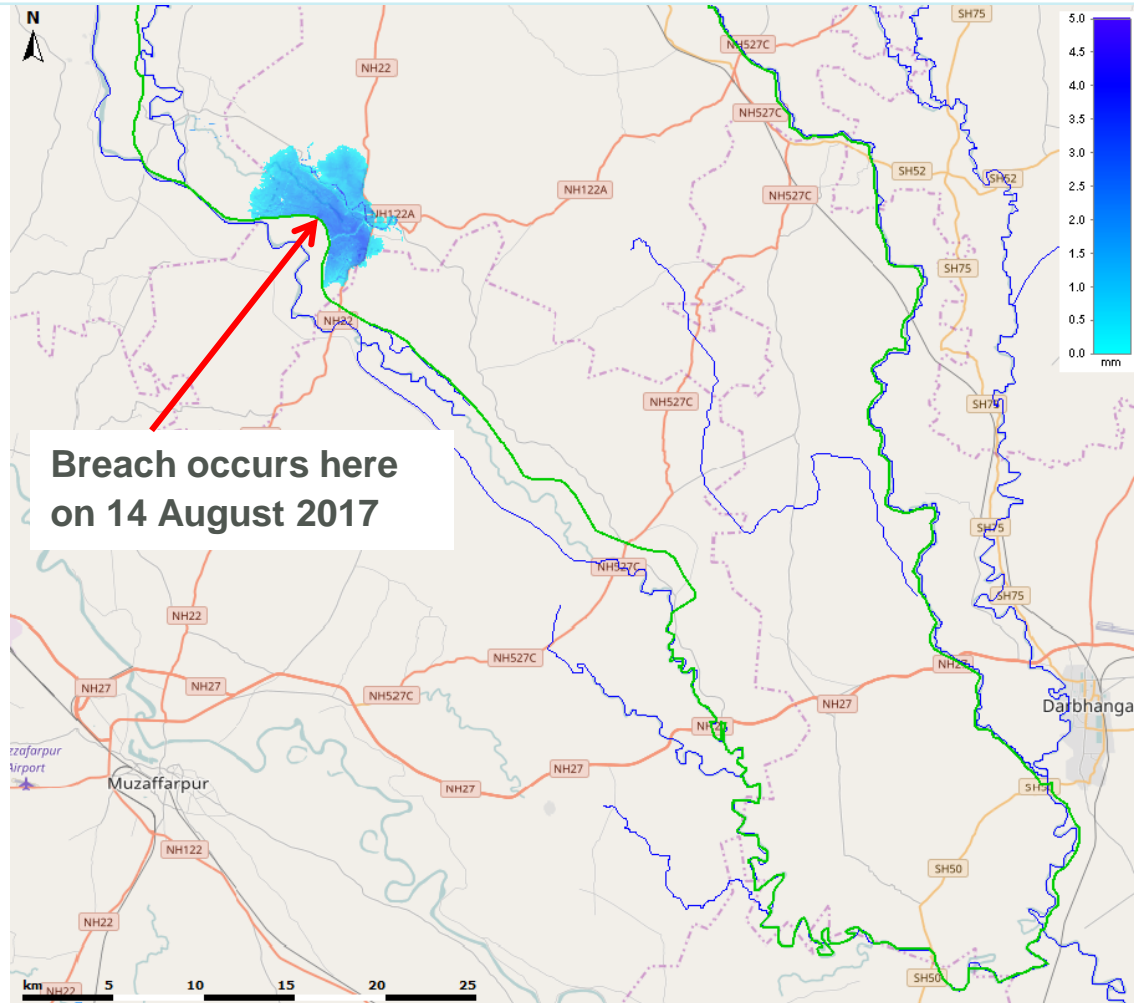 N
SH75
5.0
NH527C
4.5
NH22
4.0
NH527C
3.5
3.0
SH52
SH52
NH122A
NH527C
2.5
NH122A
2.0
1.5
SH75
1.0
NH22
0.5
0.0
mm
NH527C
SH75
Breach occurs here
on 14 August 2017
SH75
NH527C
SH75
NH22
NH527C
NH27
NH27
NH27
NH527C
NH27
Darbhanga
NH27
Airport
NH27
Muzaffarpur
NH27
NH122
SH50
NH22
km
5
10
15
20
25
NH22
SH50